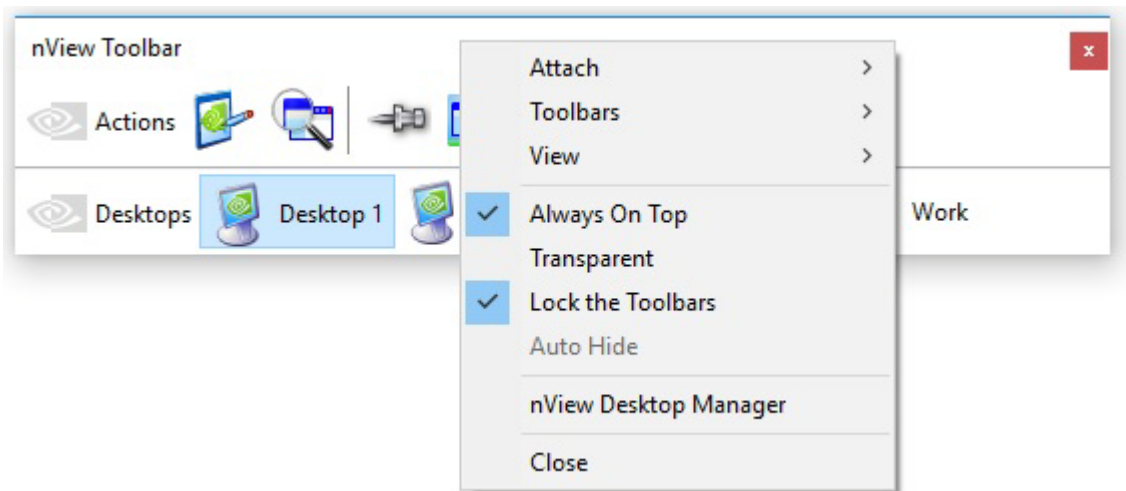 nView Toolbar
x
Actions
Desktops
Desktop 1
Work
Attach
Toolbars
View
Always On Top
Transparent
Lock the Toolbars
Auto Hide
nView Desktop Manager
Close